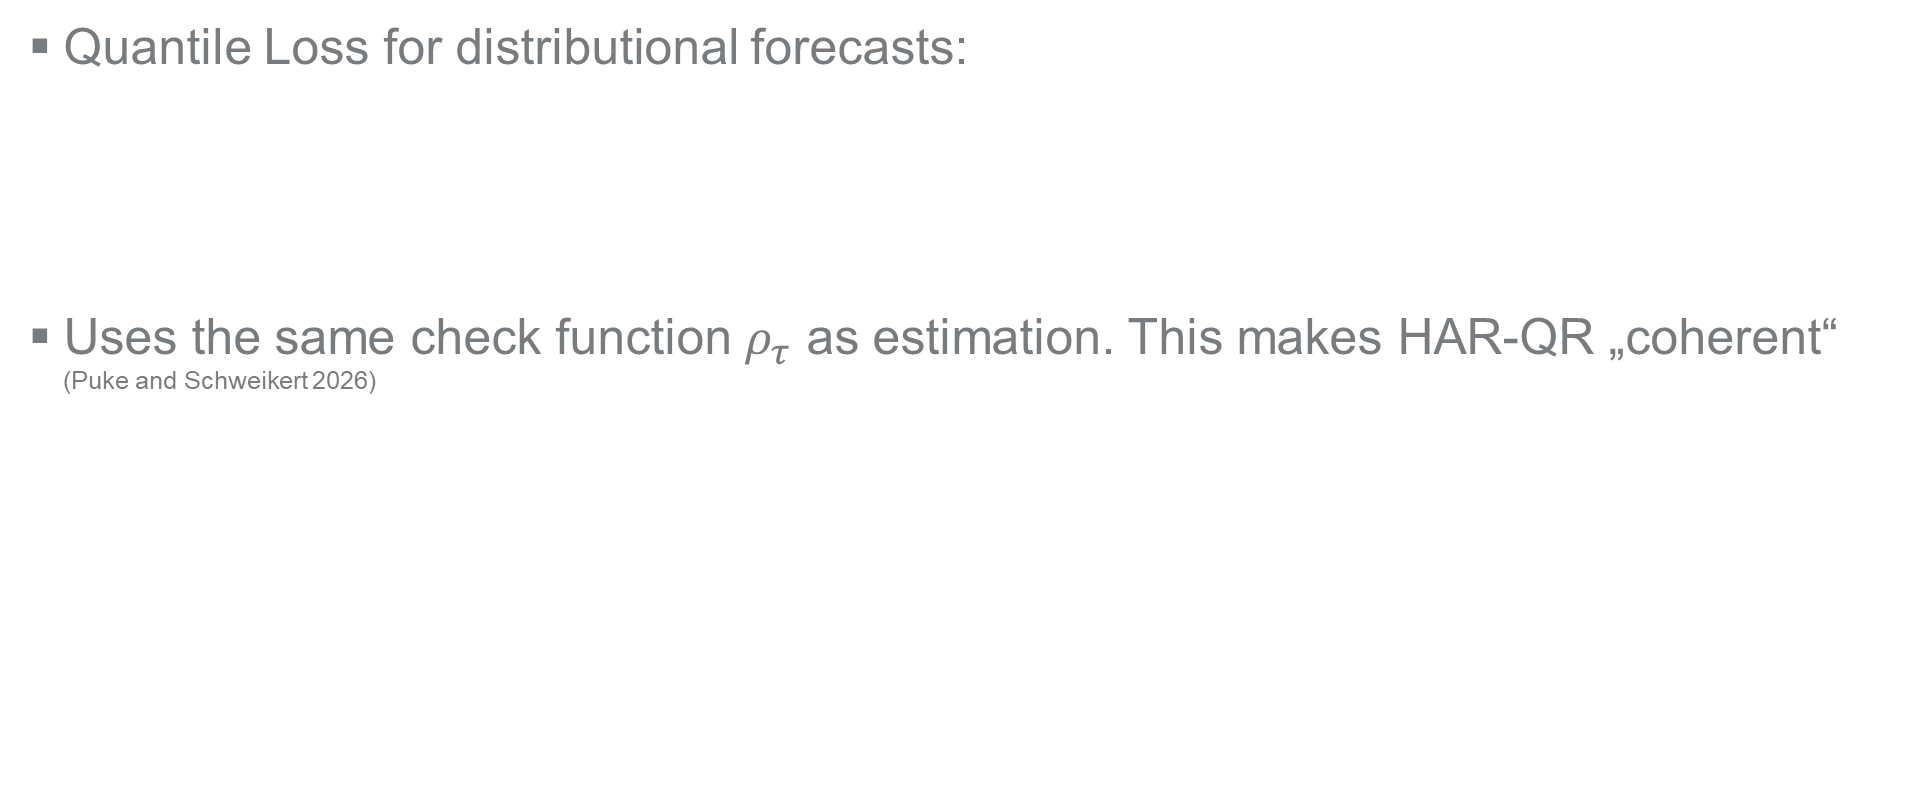 ▪ Quantile Loss for distributional forecasts:
▪ Uses the same check function ρ_τ as estimation. This makes HAR-QR „coherent“
(Puke and Schweikert 2026)